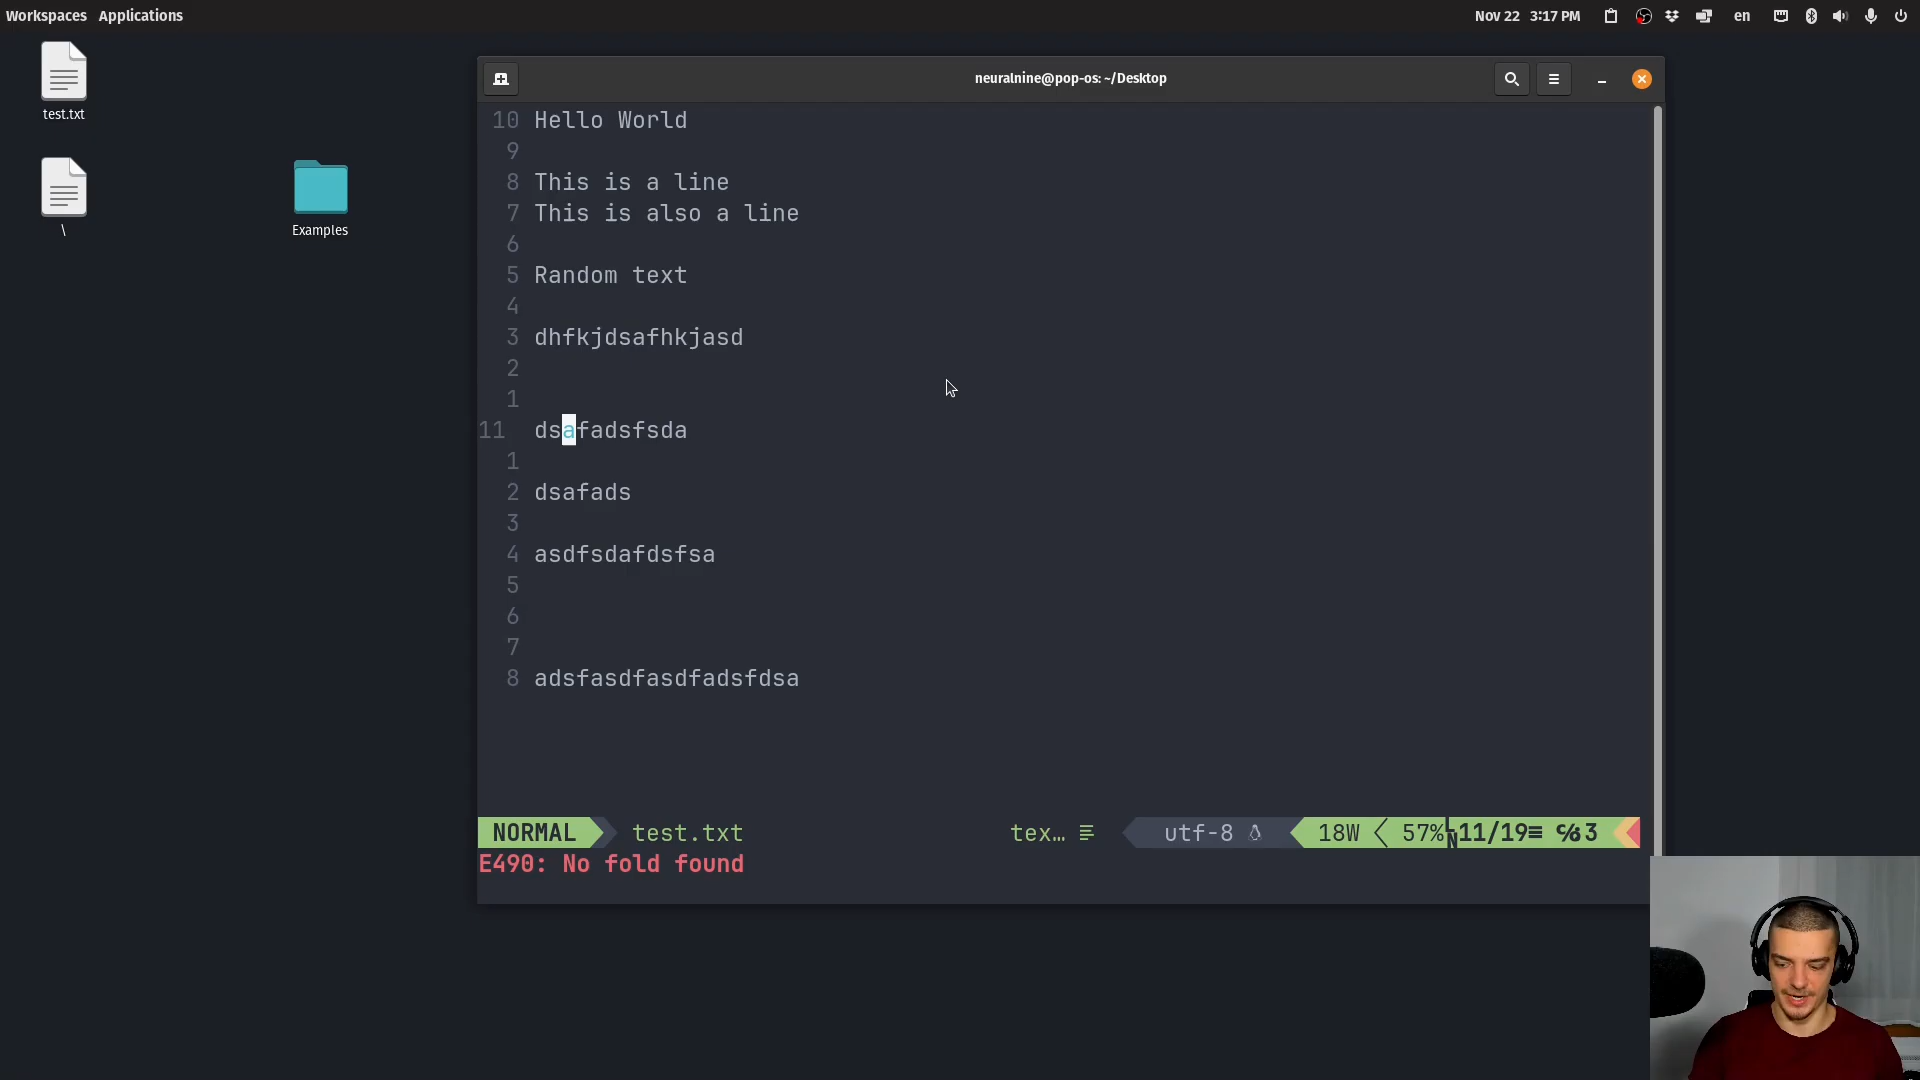 Workspaces Applications
Nov 22 3:17 PM
en
test.txt
\
Examples
neuralnine@pop-os: ~/Desktop
10 Hello World
9
8 This is a line
7 This is also a line
6
5 Random text
4
3 dhfkjdsafhkjasd
2
1
11 dsafadsfsda
1
2 dsafads
3
4 asdfsdafdsfsa
5
6
7
8 adsfasdfasdfadsfdsa
NORMAL test.txt tex… utf-8 18W 57% 11/19 3
E490: No fold found